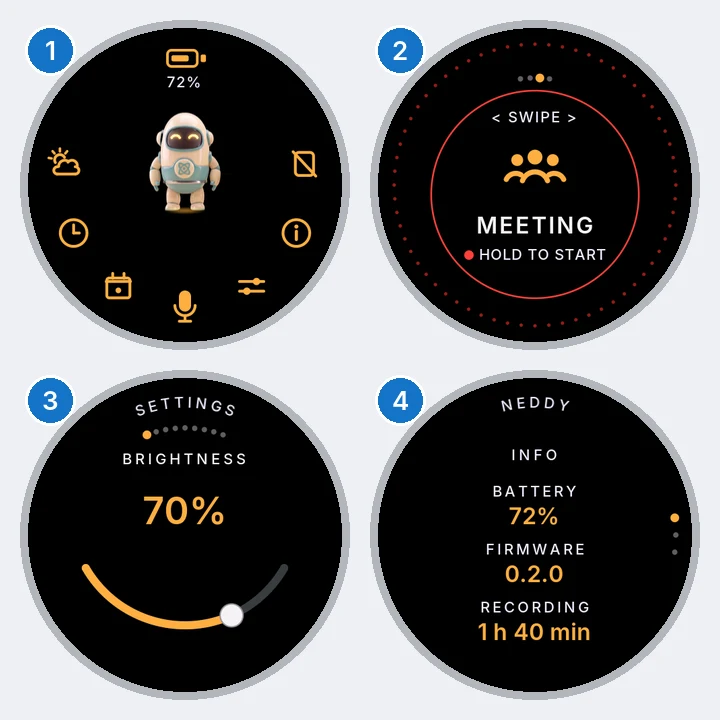 1
72%
2
< SWIPE >
MEETING
HOLD TO START
3
SETTINGS
BRIGHTNESS
70%
4
NEDDY
INFO
BATTERY
72%
FIRMWARE
0.2.0
RECORDING
1 h 40 min